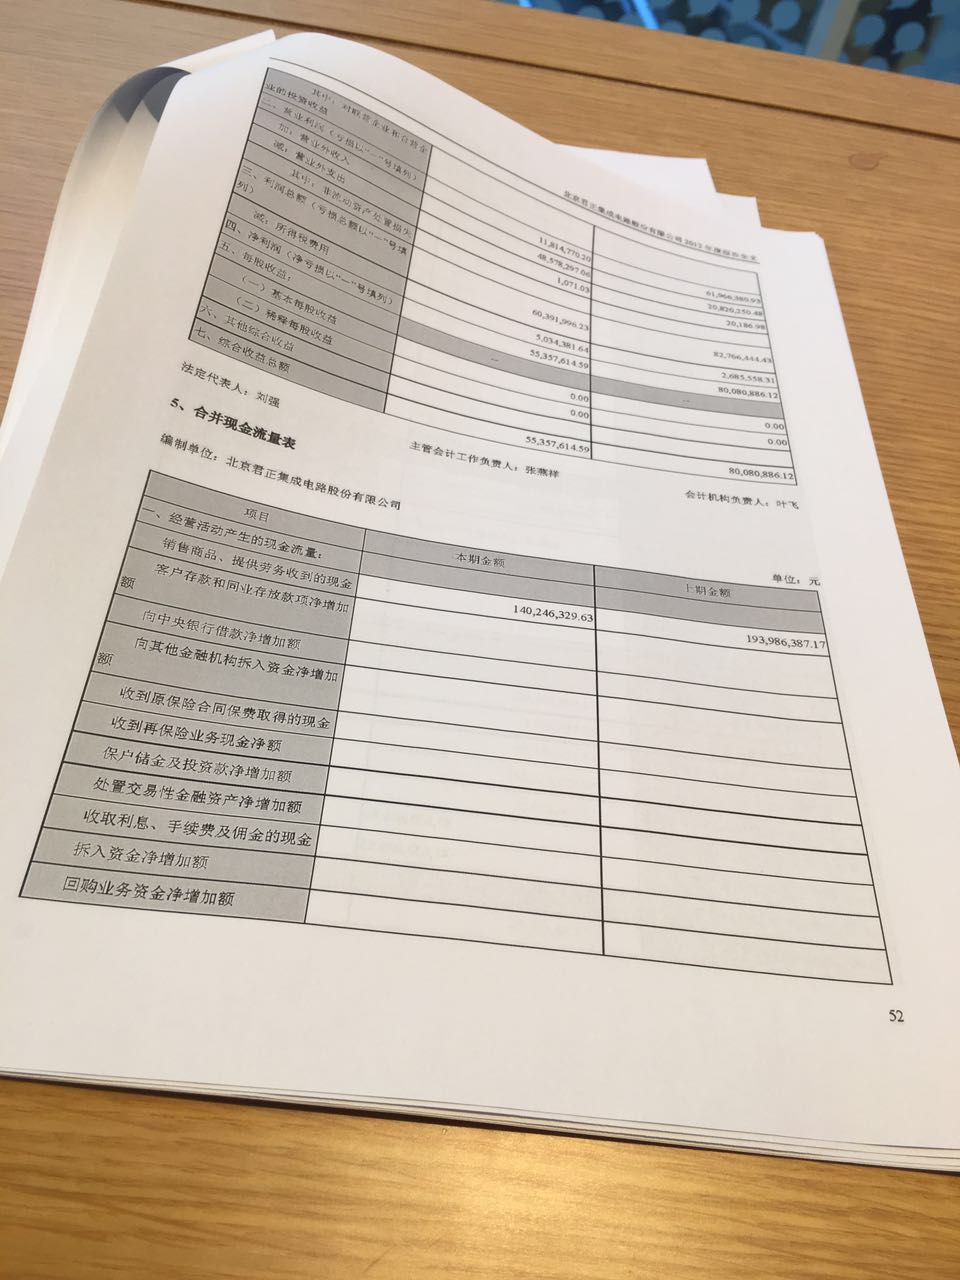 北京君正集成电路股份有限公司 2012 年度报告全文
其中：对联营企业和合营企
业的投资收益
二、营业利润（亏损以“－”号填列） 11,814,770.20 61,966,380.93
加：营业外收入 48,578,297.06 20,820,250.48
减：营业外支出 1,071.03 20,186.98
其中：非流动资产处置损失
三、利润总额（亏损总额以“－”号填
列） 60,391,996.23 82,766,444.43
减：所得税费用 5,034,381.64 2,685,558.31
四、净利润（净亏损以“－”号填列） 55,357,614.59 80,080,886.12
五、每股收益： -- --
（一）基本每股收益 0.00 0.00
（二）稀释每股收益 0.00 0.00
六、其他综合收益
七、综合收益总额 55,357,614.59 80,080,886.12
法定代表人：刘强 主管会计工作负责人：张燕祥 会计机构负责人：叶飞
5、合并现金流量表
编制单位：北京君正集成电路股份有限公司
单位：元
项目 本期金额 上期金额
一、经营活动产生的现金流量：
销售商品、提供劳务收到的现金 140,246,329.63 193,986,387.17
客户存款和同业存放款项净增加
额
向中央银行借款净增加额
向其他金融机构拆入资金净增加
额
收到原保险合同保费取得的现金
收到再保险业务现金净额
保户储金及投资款净增加额
处置交易性金融资产净增加额
收取利息、手续费及佣金的现金
拆入资金净增加额
回购业务资金净增加额
52